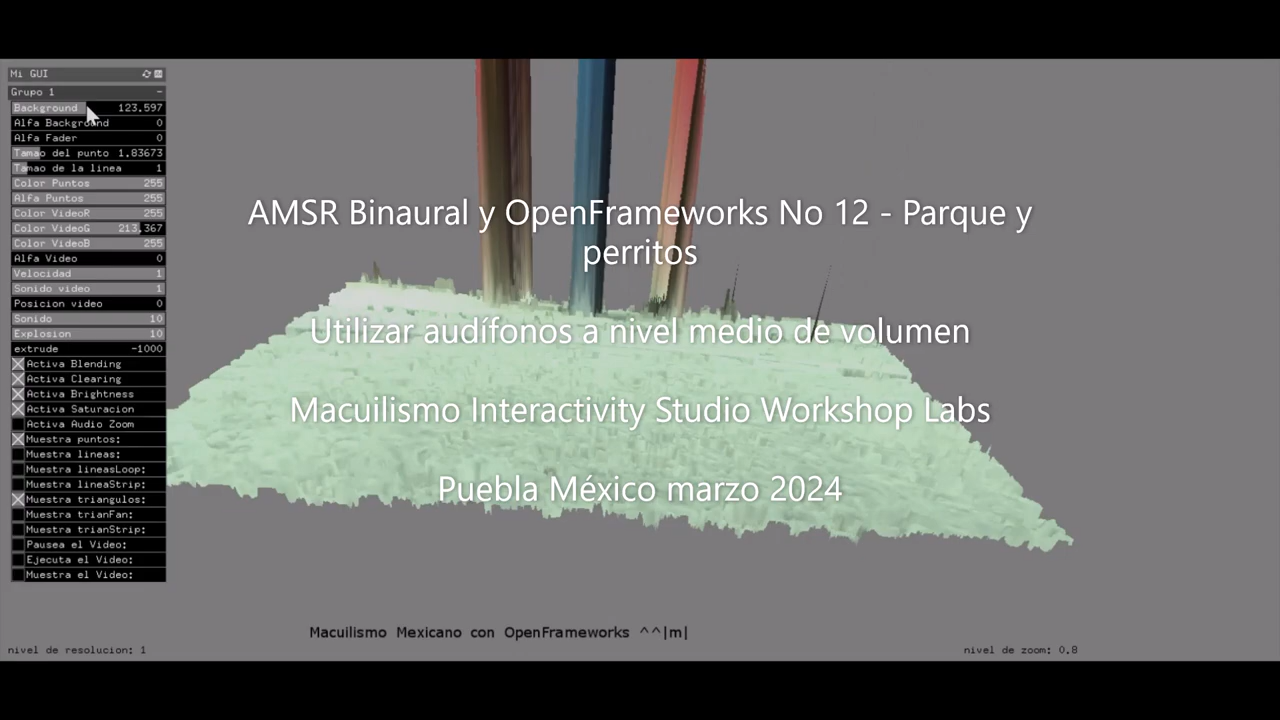 Mi GUI
Grupo 1 -
Background 123.597
Alfa Background 0
Alfa Fader 0
Tamao del punto 1.83673
Tamao de la linea 1
Color Puntos 255
Alfa Puntos 255
Color VideoR 255
Color VideoG 213.367
Color VideoB 255
Alfa Video 0
Velocidad 1
Sonido video 1
Posicion video 0
Sonido 10
Explosion 10
extrude -1000
Activa Blending
Activa Clearing
Activa Brightness
Activa Saturacion
Activa Audio Zoom
Muestra puntos:
Muestra lineas:
Muestra lineasLoop:
Muestra lineaStrip:
Muestra triangulos:
Muestra trianFan:
Muestra trianStrip:
Pausea el Video:
Ejecuta el Video:
Muestra el Video:
AMSR Binaural y OpenFrameworks No 12 - Parque y
perritos
Utilizar audífonos a nivel medio de volumen
Macuilismo Interactivity Studio Workshop Labs
Puebla México marzo 2024
Macuilismo Mexicano con OpenFrameworks ^^|m|
nivel de resolucion: 1
nivel de zoom: 0.8